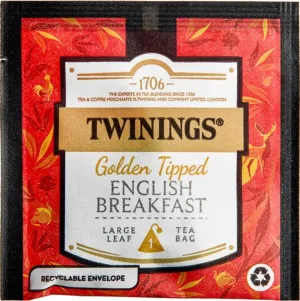 1706
THE EXPERTS IN TEA BLENDING SINCE 1706
TEA & COFFEE MERCHANTS R. TWINING AND COMPANY LIMITED, LONDON
TWININGS®
Golden Tipped
ENGLISH
BREAKFAST
LARGE LEAF
1
TEA BAG
RECYCLABLE ENVELOPE